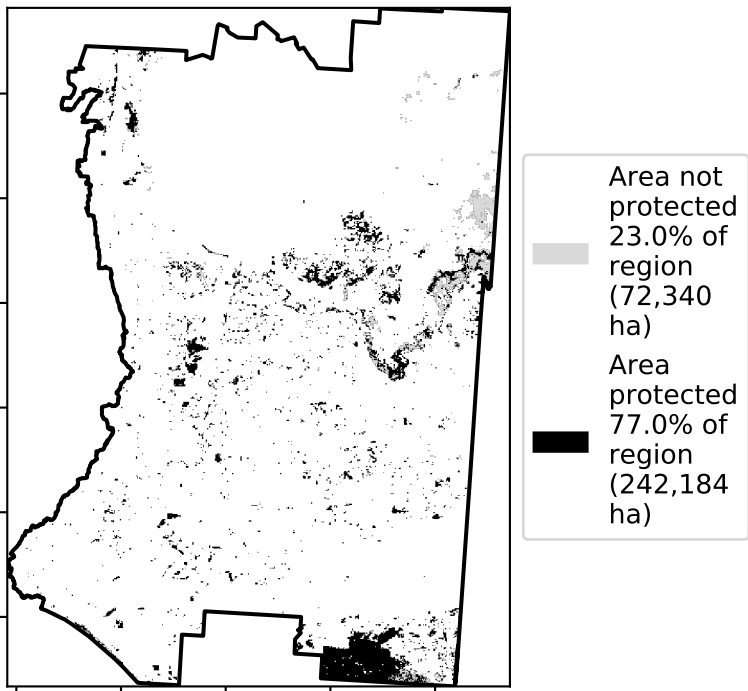 Area not
protected
23.0% of
region
(72,340
ha)
Area
protected
77.0% of
region
(242,184
ha)